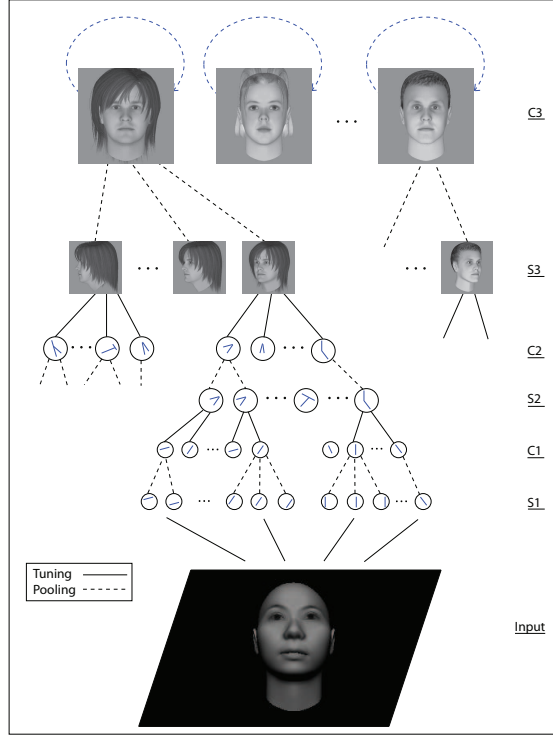 C3
S3
C2
S2
C1
S1
Tuning
Pooling
Input